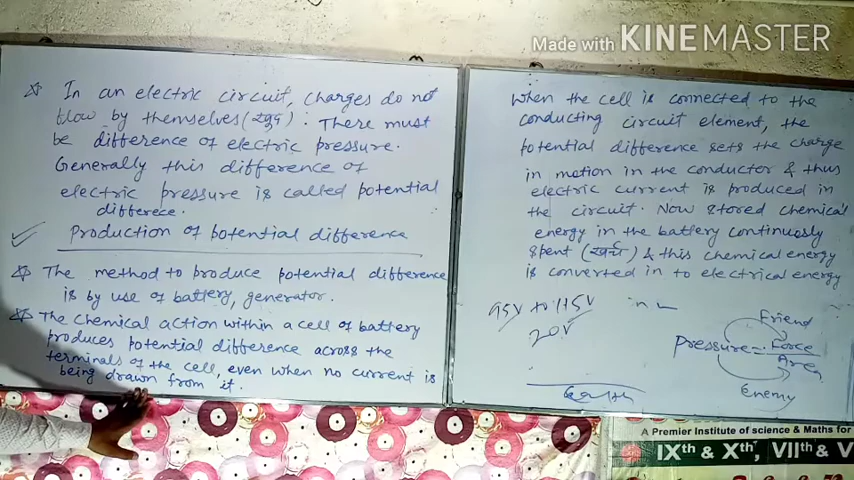 Made with KINEMASTER
☆ In an electric circuit, charges do not
flow by themselves (खुद). There must
be difference of electric pressure.
Generally this difference of
electric pressure is called potential
differece.
Production of potential difference
☆ The method to produce potential difference
is by use of battery, generator.
☆ The chemical action within a cell of battery
produces potential difference across the
terminals of the cell, even when no current is
being drawn from it.
When the cell is connected to the
conducting circuit element, the
potential difference sets the charge
in motion in the conductor & thus
electric current is produced in
the circuit. Now stored chemical
energy in the battery continuously
spent (खर्च) & this chemical energy
is converted in to electrical energy
95V to 115V
20V
Earth
Friend
Pressure = Force
Area
Enemy
A Premier Institute of science & Maths for
IXth & Xth, VIIth & V